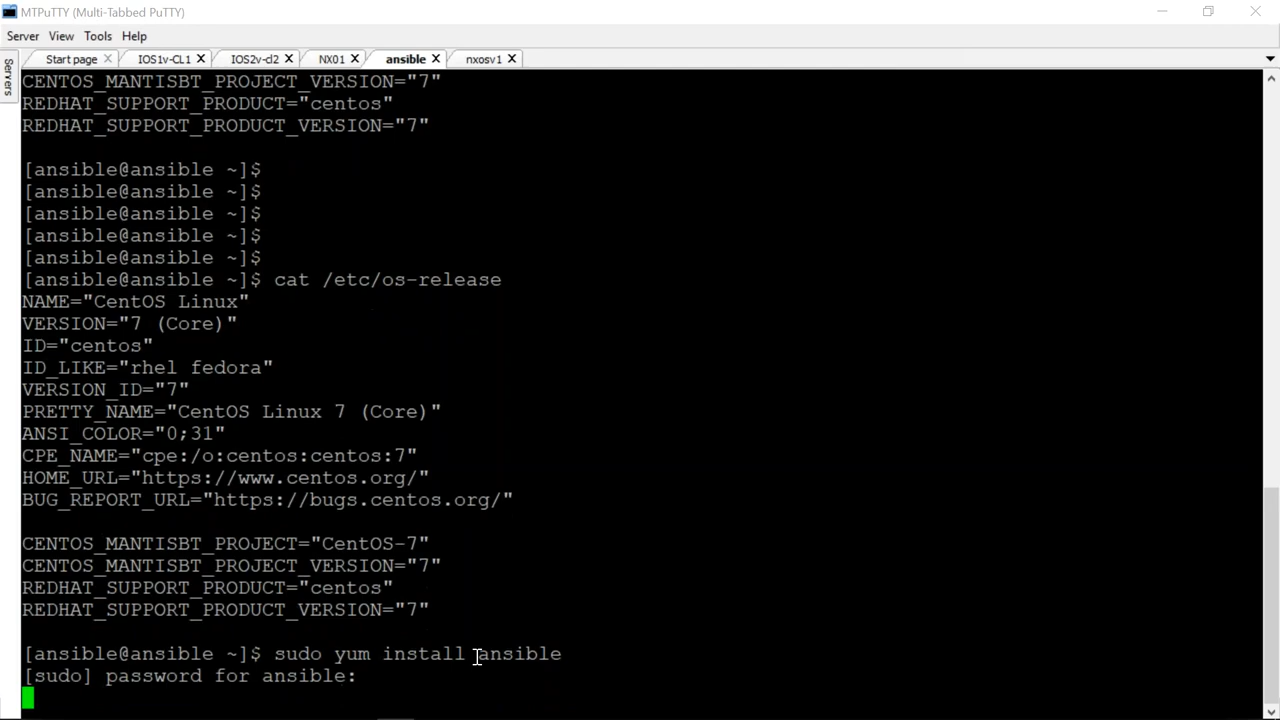 MTPuTTY (Multi-Tabbed PuTTY)
Server View Tools Help
Servers
Start page IOS1v-CL1 IOS2v-cl2 NX01 ansible nxosv1
CENTOS_MANTISBT_PROJECT_VERSION="7"
REDHAT_SUPPORT_PRODUCT="centos"
REDHAT_SUPPORT_PRODUCT_VERSION="7"
[ansible@ansible ~]$
[ansible@ansible ~]$
[ansible@ansible ~]$
[ansible@ansible ~]$
[ansible@ansible ~]$
[ansible@ansible ~]$ cat /etc/os-release
NAME="CentOS Linux"
VERSION="7 (Core)"
ID="centos"
ID_LIKE="rhel fedora"
VERSION_ID="7"
PRETTY_NAME="CentOS Linux 7 (Core)"
ANSI_COLOR="0;31"
CPE_NAME="cpe:/o:centos:centos:7"
HOME_URL="https://www.centos.org/"
BUG_REPORT_URL="https://bugs.centos.org/"
CENTOS_MANTISBT_PROJECT="CentOS-7"
CENTOS_MANTISBT_PROJECT_VERSION="7"
REDHAT_SUPPORT_PRODUCT="centos"
REDHAT_SUPPORT_PRODUCT_VERSION="7"
[ansible@ansible ~]$ sudo yum install ansible
[sudo] password for ansible: